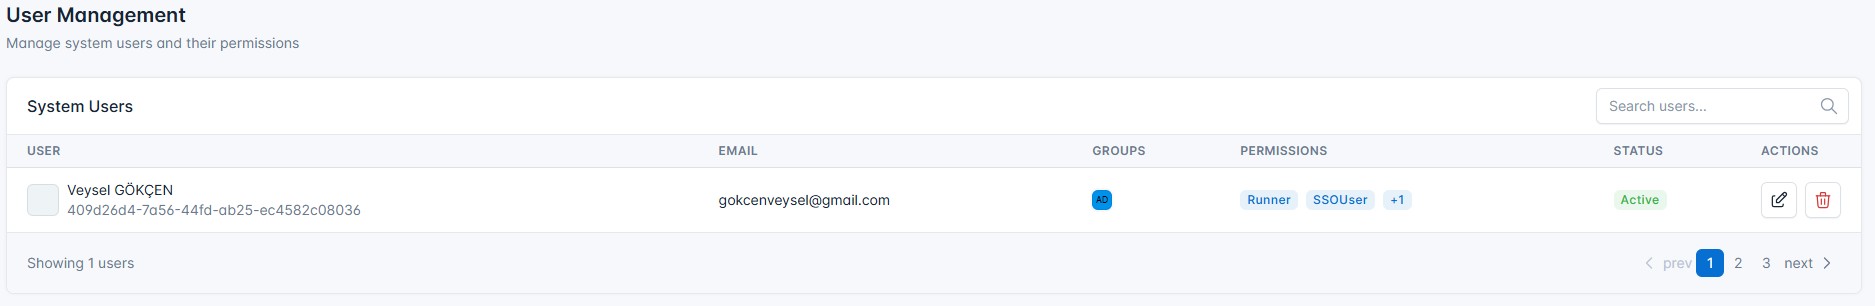 User Management
Manage system users and their permissions
System Users
Search users...
USER EMAIL GROUPS PERMISSIONS STATUS ACTIONS
Veysel GÖKÇEN
409d26d4-7a56-44fd-ab25-ec4582c08036
gokcenveysel@gmail.com
AD
Runner SSOUser +1
Active
Showing 1 users
prev 1 2 3 next